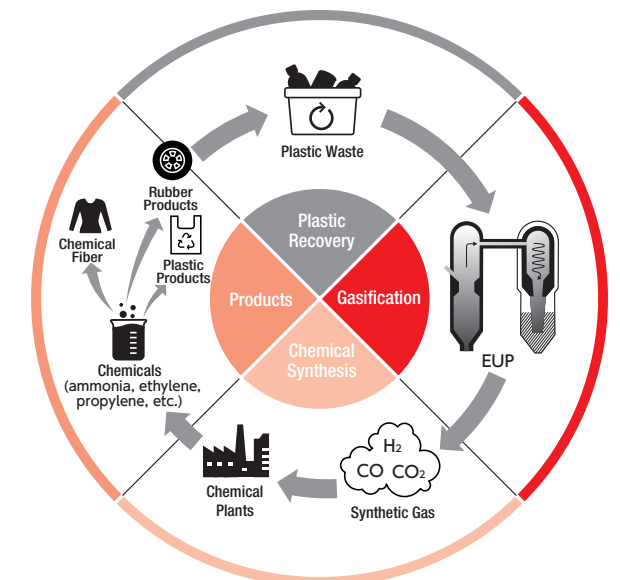 Plastic Waste
Rubber
Products
Chemical
Fiber
Plastic
Products
Plastic
Recovery
Products
Gasification
Chemical
Synthesis
EUP
Chemicals
(ammonia, ethylene,
propylene, etc.)
H2
CO CO2
Synthetic Gas
Chemical
Plants